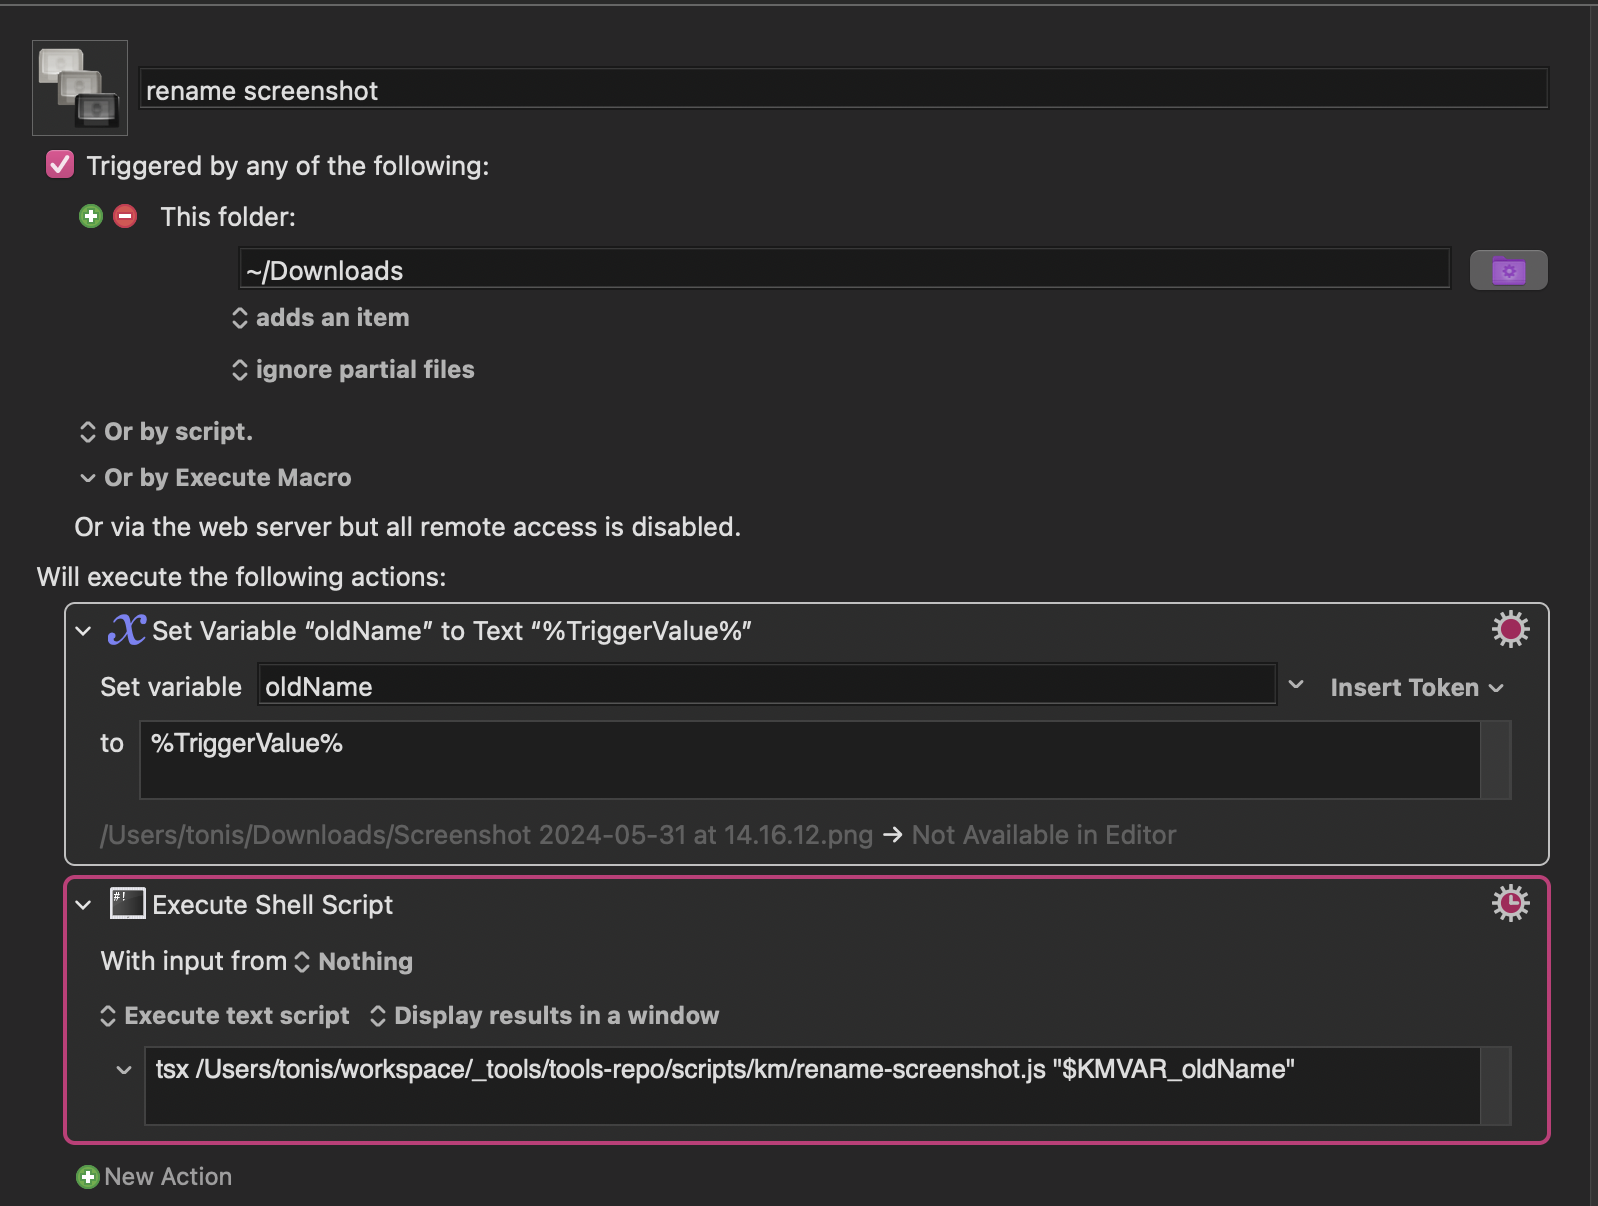 rename screenshot
Triggered by any of the following:
This folder:
~/Downloads
adds an item
ignore partial files
Or by script.
Or by Execute Macro
Or via the web server but all remote access is disabled.
Will execute the following actions:
Set Variable “oldName” to Text “%TriggerValue%”
Set variable oldName Insert Token
to %TriggerValue%
/Users/tonis/Downloads/Screenshot 2024-05-31 at 14.16.12.png → Not Available in Editor
#! Execute Shell Script
With input from Nothing
Execute text script Display results in a window
tsx /Users/tonis/workspace/_tools/tools-repo/scripts/km/rename-screenshot.js "$KMVAR_oldName"
New Action